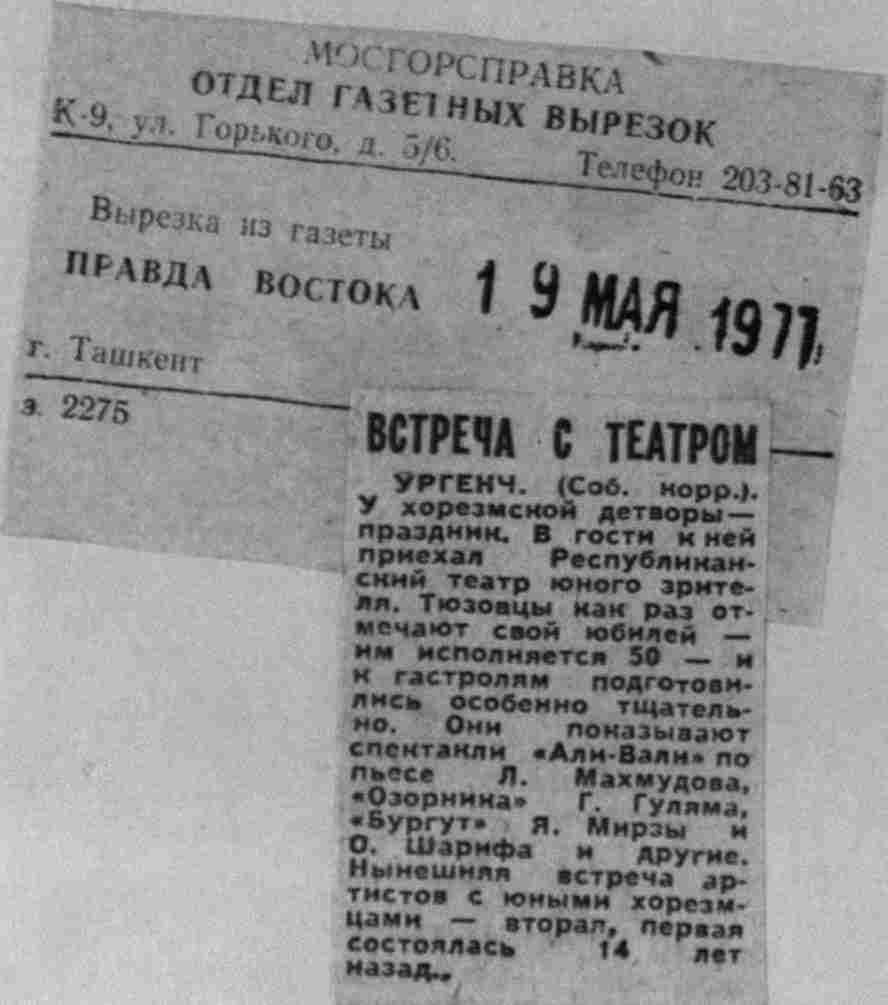 МОСГОРСПРАВКА
ОТДЕЛ ГАЗЕТНЫХ ВЫРЕЗОК
К-9, ул. Горького, д. 5/6. Телефон 203-81-63
Вырезка из газеты
ПРАВДА ВОСТОКА
19 МАЯ 1977
г. Ташкент
э. 2275
ВСТРЕЧА С ТЕАТРОМ
УРГЕНЧ. (Соб. корр.).
У хорезмской детворы—
праздник. В гости к ней
приехал Республикан-
ский театр юного зрите-
ля. Тюзовцы как раз от-
мечают свой юбилей —
им исполняется 50 — и
к гастролям подготови-
лись особенно тщатель-
но. Они показывают
спектакли «Али-Вали» по
пьесе Л. Махмудова,
«Озорника» Г. Гуляма,
«Бургут» Я. Мирзы и
О. Шарифа и другие.
Нынешняя встреча ар-
тистов с юными хорезм-
цами — вторая, первая
состоялась 14 лет
назад.